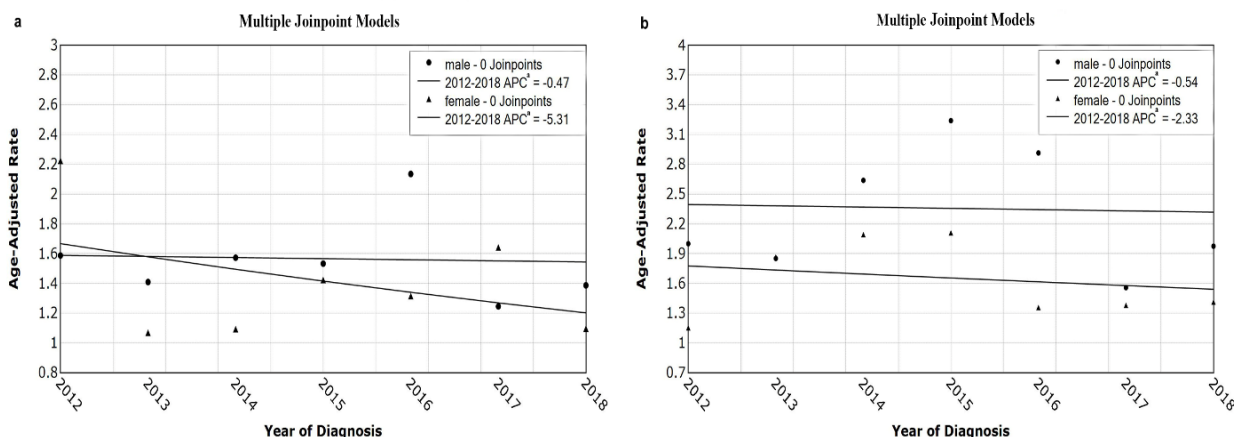 a
Multiple Joinpoint Models
3
2.8
2.6
2.4
2.2
2
1.8
1.6
1.4
1.2
1
0.8
Age-Adjusted Rate
male - 0 Joinpoints
2012-2018 APCª = -0.47
female - 0 Joinpoints
2012-2018 APCª = -5.31
2012
2013
2014
2015
2016
2017
2018
Year of Diagnosis
b
Multiple Joinpoint Models
4
3.7
3.4
3.1
2.8
2.5
2.2
1.9
1.6
1.3
1
0.7
Age-Adjusted Rate
male - 0 Joinpoints
2012-2018 APCª = -0.54
female - 0 Joinpoints
2012-2018 APCª = -2.33
2012
2013
2014
2015
2016
2017
2018
Year of Diagnosis